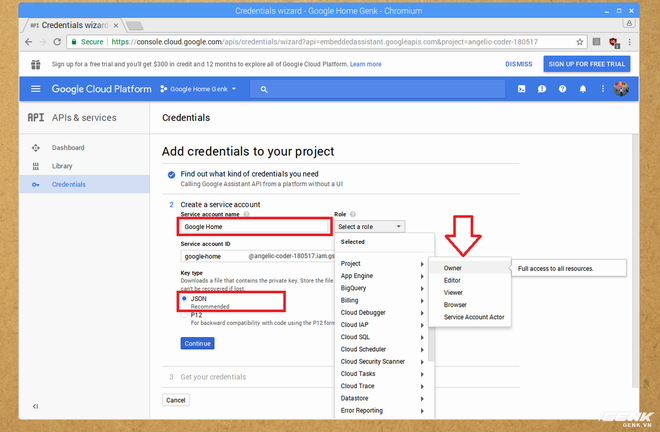 Credentials wizard - Google Home Genk - Chromium
API Credentials wizard
Secure https://console.cloud.google.com/apis/credentials/wizard?api=embeddedassistant.googleapis.com&project=angelic-coder-180517
Sign up for a free trial and you'll get $300 in credit and 12 months to explore all of Google Cloud Platform. Learn more
DISMISS
SIGN UP FOR FREE TRIAL
Google Cloud Platform
Google Home Genk
API APIs & services
Credentials
Dashboard
Library
Credentials
Add credentials to your project
Find out what kind of credentials you need
Calling Google Assistant API from a platform without a UI
2 Create a service account
Service account name
Role
Google Home
Select a role
Service account ID
google-home @angelic-coder-180517.iam.gs
Key type
Downloads a file that contains the private key. Store the file
can't be recovered if lost.
JSON
Recommended
P12
For backward compatibility with code using the P12 form
Continue
3 Get your credentials
Cancel
Selected
Project
App Engine
BigQuery
Billing
Cloud Debugger
Cloud IAP
Cloud SQL
Cloud Scheduler
Cloud Security Scanner
Cloud Tasks
Cloud Trace
Datastore
Error Reporting
Owner
Editor
Viewer
Browser
Service Account Actor
Full access to all resources.
GENK
GENK.VN